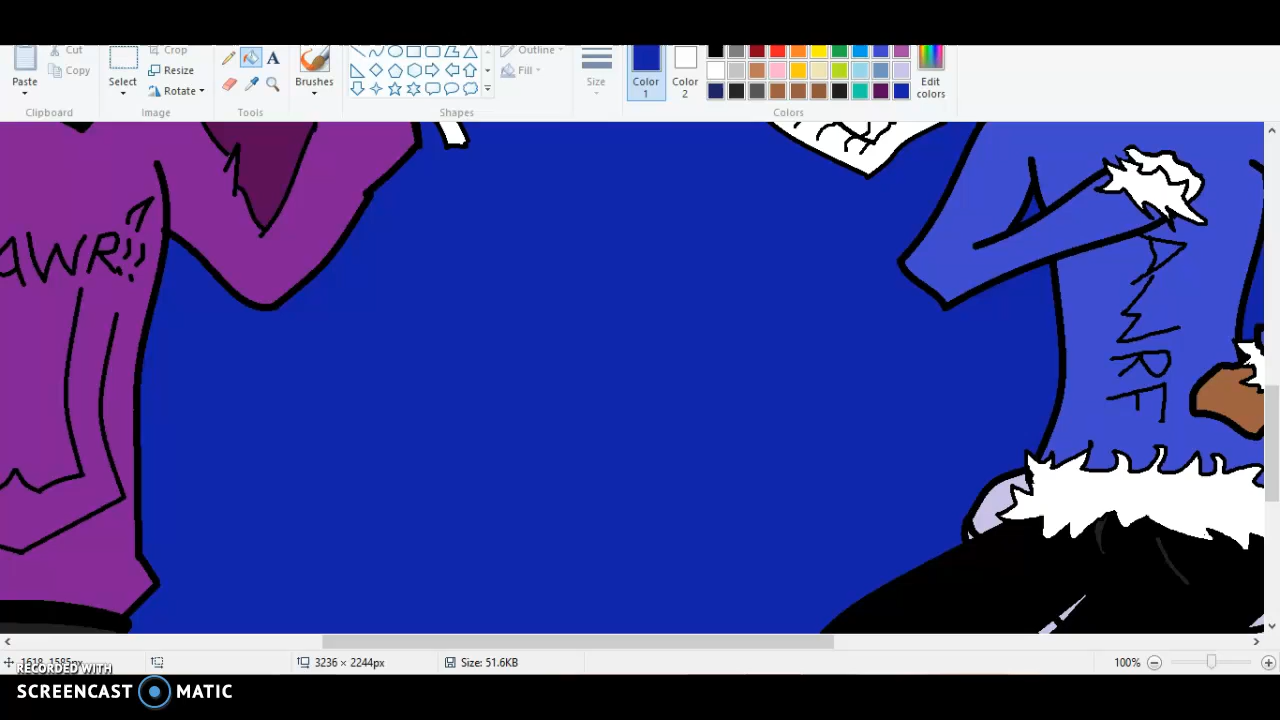 Cut
Crop
Outline
Paste
Copy
Select
Resize
Rotate
A
Brushes
Fill
Size
Color
1
Color
2
Edit
colors
Clipboard
Image
Tools
Shapes
Colors
AWR!!
AWRF
3236 × 2244px
Size: 51.6KB
100%
RECORDED WITH
SCREENCAST MATIC